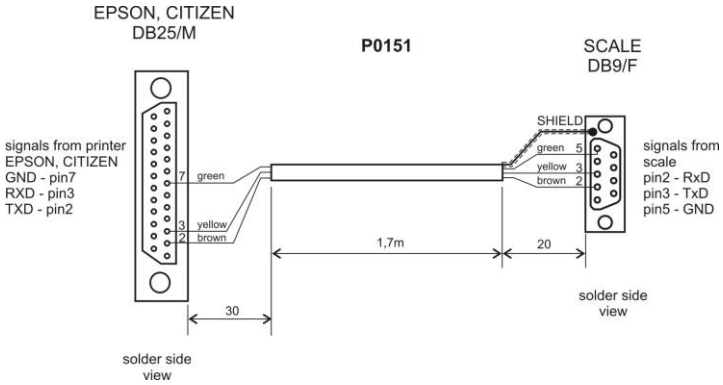 EPSON, CITIZEN
DB25/M
P0151
SCALE
DB9/F
signals from printer
EPSON, CITIZEN
GND - pin7
RXD - pin3
TXD - pin2
7 green
3 yellow
2 brown
SHIELD
green 5
yellow 3
brown 2
signals from
scale
pin2 - RxD
pin3 - TxD
pin5 - GND
1,7m
20
30
solder side
view
solder side
view